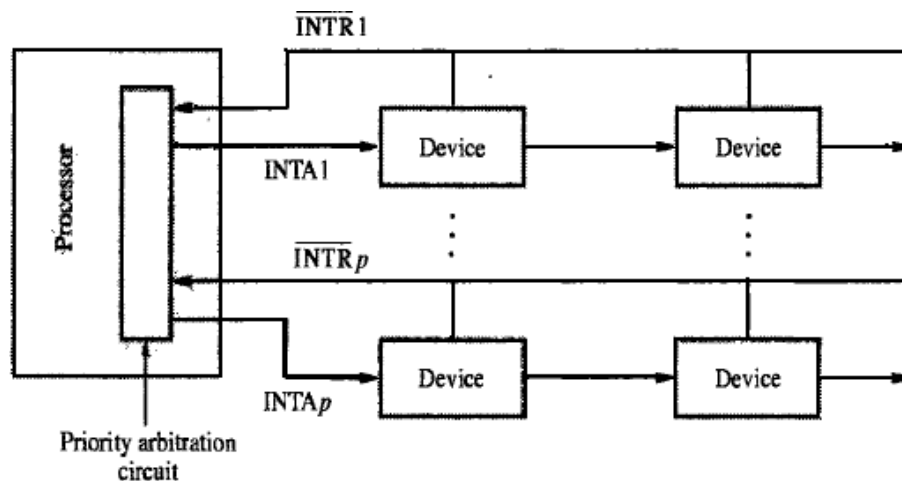 INTR1
Processor
Device
Device
INTA1
INTRp
Device
Device
INTAp
Priority arbitration
circuit